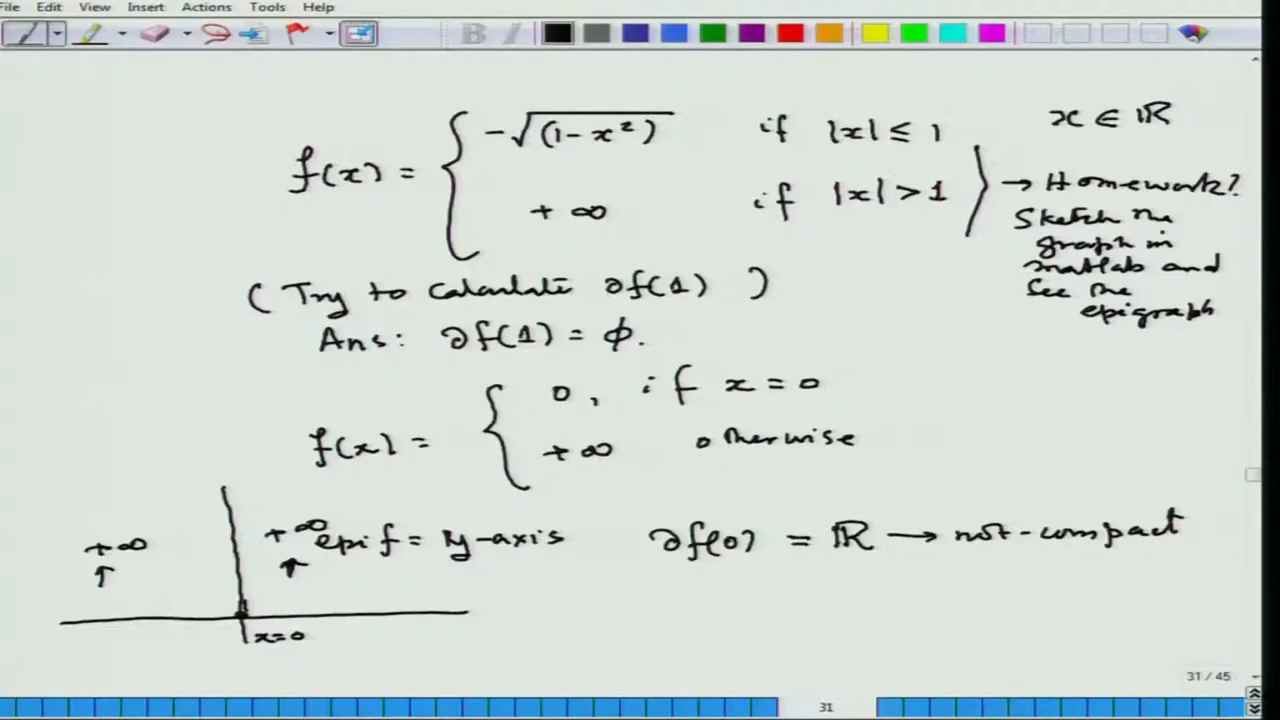 File Edit View Insert Actions Tools Help
B I
f(x) = { -√(1-x²) if |x| ≤ 1 x ∈ ℝ
+∞ if |x| > 1 → Homework?
Sketch the
graph in
matlab and
see the
epigraph
(Try to calculate ∂f(1))
Ans: ∂f(1) = ϕ.
f(x) = { 0, if x = 0
+∞ otherwise
+∞ ↑
+∞ ↑
epi f = y-axis ∂f(0) = ℝ → not-compact
x=0
31 / 45
31